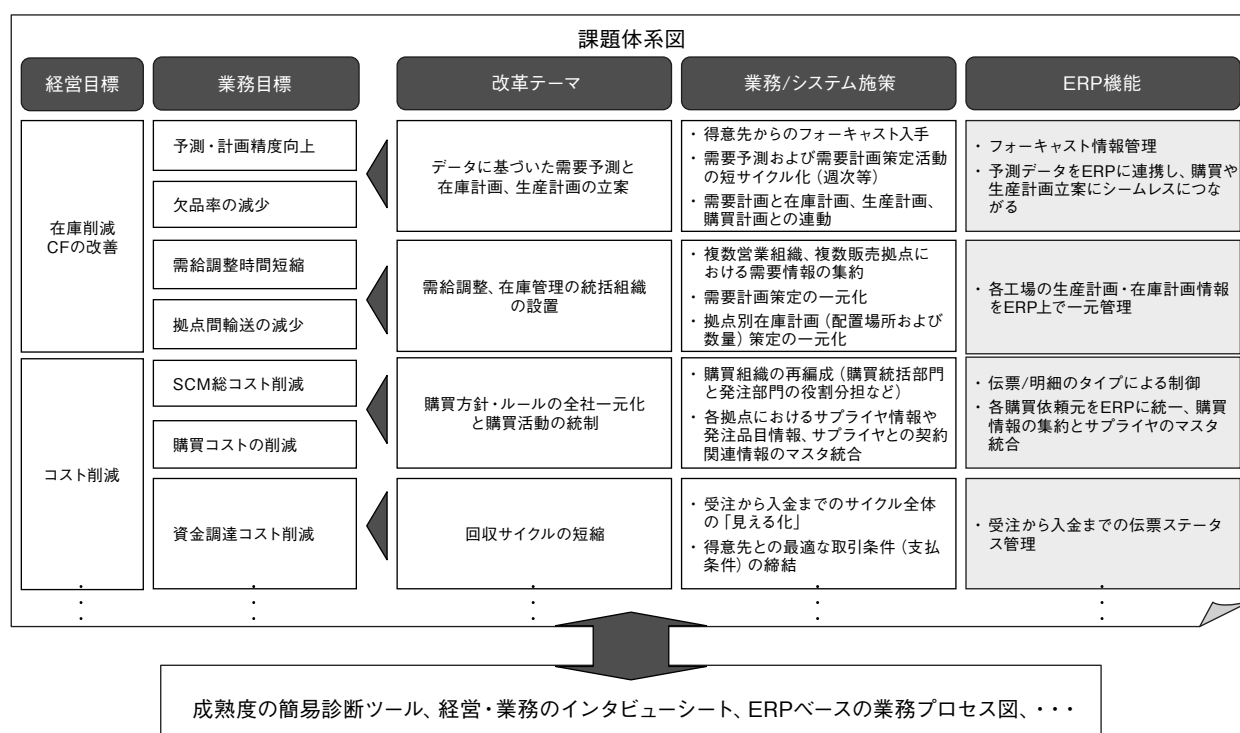 課題体系図
経営目標
業務目標
改革テーマ
業務/システム施策
ERP機能
在庫削減
CFの改善
予測・計画精度向上
欠品率の減少
データに基づいた需要予測と
在庫計画、生産計画の立案
・ 得意先からのフォーキャスト入手
・ 需要予測および需要計画策定活動
の短サイクル化（週次等）
・ 需要計画と在庫計画、生産計画、
購買計画との連動
・ フォーキャスト情報管理
・ 予測データをERPに連携し、購買や
生産計画立案にシームレスにつな
がる
需給調整時間短縮
拠点間輸送の減少
需給調整、在庫管理の統括組織
の設置
・ 複数営業組織、複数販売拠点に
おける需要情報の集約
・ 需要計画策定の一元化
・ 拠点別在庫計画（配置場所および
数量）策定の一元化
・ 各工場の生産計画・在庫計画情報
をERP上で一元管理
コスト削減
SCM総コスト削減
購買コストの削減
購買方針・ルールの全社一元化
と購買活動の統制
・ 購買組織の再編成（購買統括部門
と発注部門の役割分担など）
・ 各拠点におけるサプライヤ情報や
発注品目情報、サプライヤとの契約
関連情報のマスタ統合
・ 伝票/明細のタイプによる制御
・ 各購買依頼元をERPに統一、購買
情報の集約とサプライヤのマスタ
統合
資金調達コスト削減
回収サイクルの短縮
・ 受注から入金までのサイクル全体
の「見える化」
・ 得意先との最適な取引条件（支払
条件）の締結
・ 受注から入金までの伝票ステータ
ス管理
成熟度の簡易診断ツール、経営・業務のインタビューシート、ERPベースの業務プロセス図、・・・